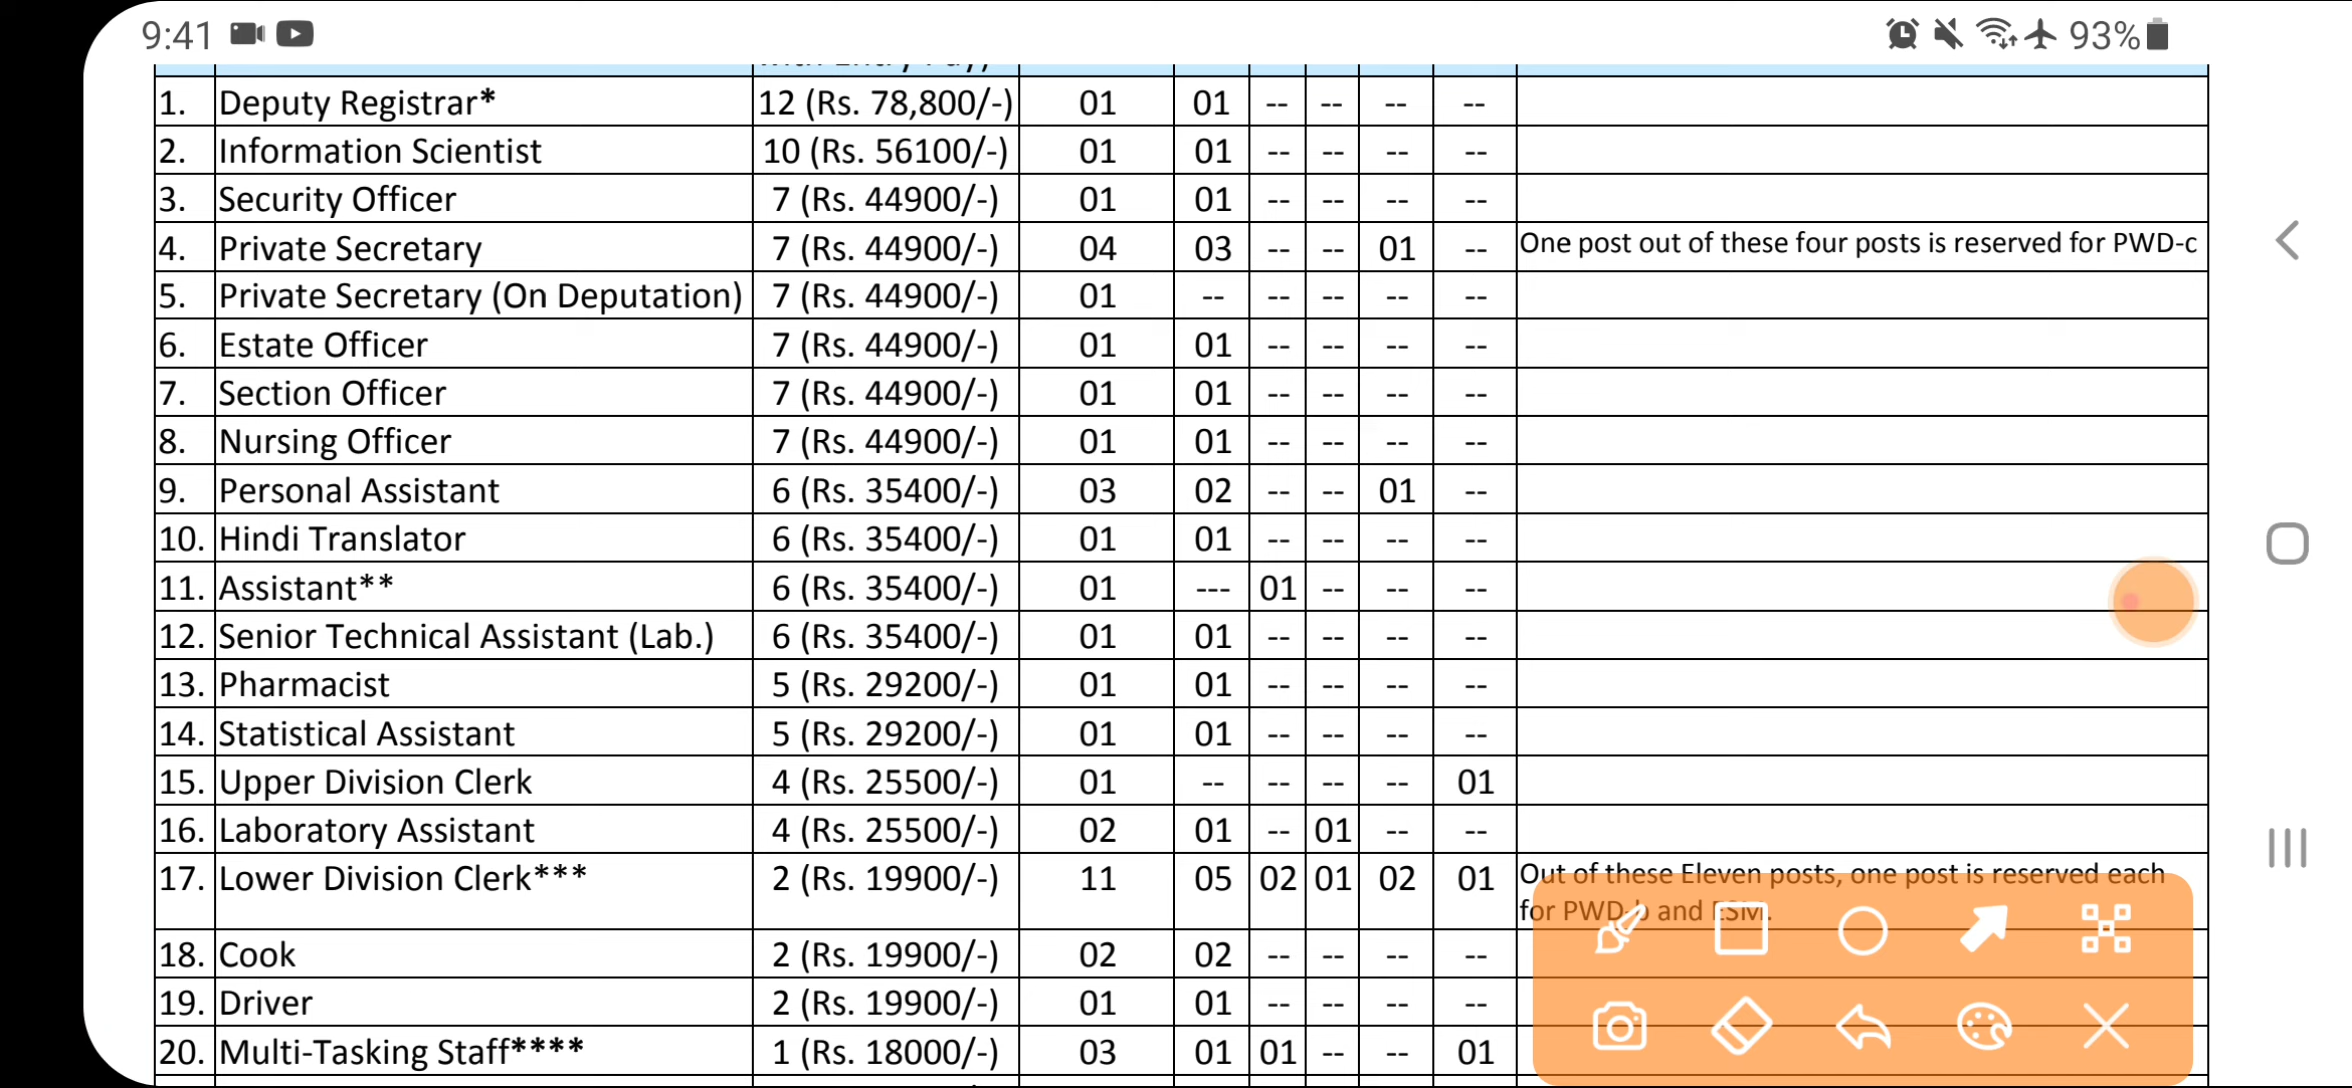 9:41 93%
1. Deputy Registrar* 12 (Rs. 78,800/-) 01 01 -- -- -- --
2. Information Scientist 10 (Rs. 56100/-) 01 01 -- -- -- --
3. Security Officer 7 (Rs. 44900/-) 01 01 -- -- -- --
4. Private Secretary 7 (Rs. 44900/-) 04 03 -- -- 01 -- One post out of these four posts is reserved for PWD-c
5. Private Secretary (On Deputation) 7 (Rs. 44900/-) 01 -- -- -- -- --
6. Estate Officer 7 (Rs. 44900/-) 01 01 -- -- -- --
7. Section Officer 7 (Rs. 44900/-) 01 01 -- -- -- --
8. Nursing Officer 7 (Rs. 44900/-) 01 01 -- -- -- --
9. Personal Assistant 6 (Rs. 35400/-) 03 02 -- -- 01 --
10. Hindi Translator 6 (Rs. 35400/-) 01 01 -- -- -- --
11. Assistant** 6 (Rs. 35400/-) 01 --- 01 -- -- --
12. Senior Technical Assistant (Lab.) 6 (Rs. 35400/-) 01 01 -- -- -- --
13. Pharmacist 5 (Rs. 29200/-) 01 01 -- -- -- --
14. Statistical Assistant 5 (Rs. 29200/-) 01 01 -- -- -- --
15. Upper Division Clerk 4 (Rs. 25500/-) 01 -- -- -- -- 01
16. Laboratory Assistant 4 (Rs. 25500/-) 02 01 -- 01 -- --
17. Lower Division Clerk*** 2 (Rs. 19900/-) 11 05 02 01 02 01 Out of these Eleven posts, one post is reserved each
for PWD-b and ESM.
18. Cook 2 (Rs. 19900/-) 02 02 -- -- -- --
19. Driver 2 (Rs. 19900/-) 01 01 -- -- -- --
20. Multi-Tasking Staff**** 1 (Rs. 18000/-) 03 01 01 -- -- 01